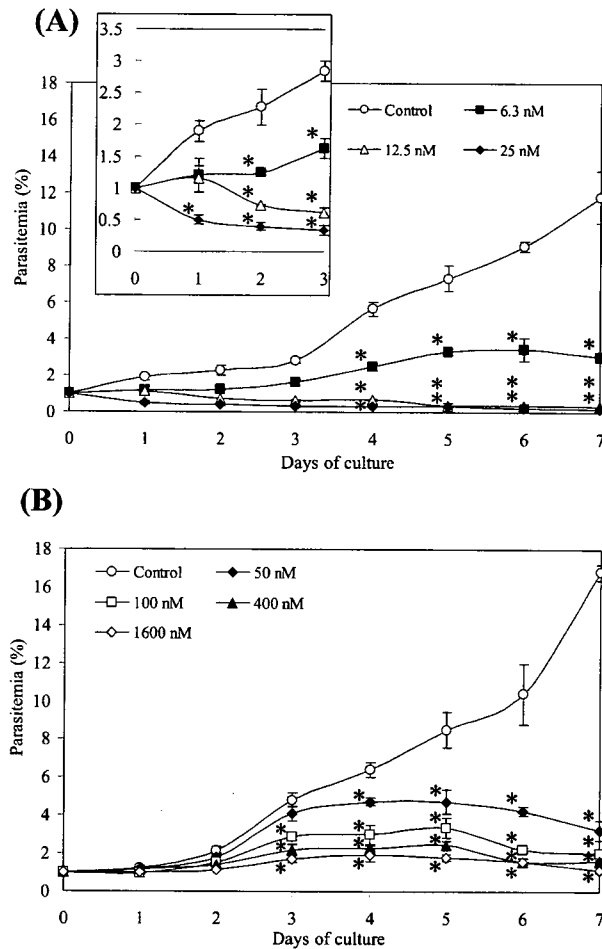 (A)
3.5
3
2.5
2
1.5
1
0.5
0
0 1 2 3
18
16
14
12
10
8
6
4
2
0
Parasitemia (%)
Control 6.3 nM
12.5 nM 25 nM
* * * * * * *
* * * * * *
* * * * * *
0 1 2 3 4 5 6 7
Days of culture
(B)
18
16
14
12
10
8
6
4
2
0
Parasitemia (%)
Control 50 nM
100 nM 400 nM
1600 nM
0 1 2 3 4 5 6 7
Days of culture